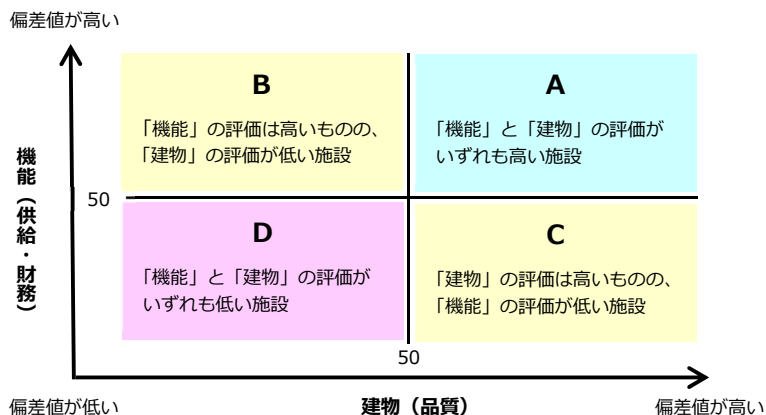 偏差値が高い
B
「機能」の評価は高いものの、
「建物」の評価が低い施設
A
「機能」と「建物」の評価が
いずれも高い施設
機能（供給・財務）
50
D
「機能」と「建物」の評価が
いずれも低い施設
C
「建物」の評価は高いものの、
「機能」の評価が低い施設
50
偏差値が低い
建物（品質）
偏差値が高い